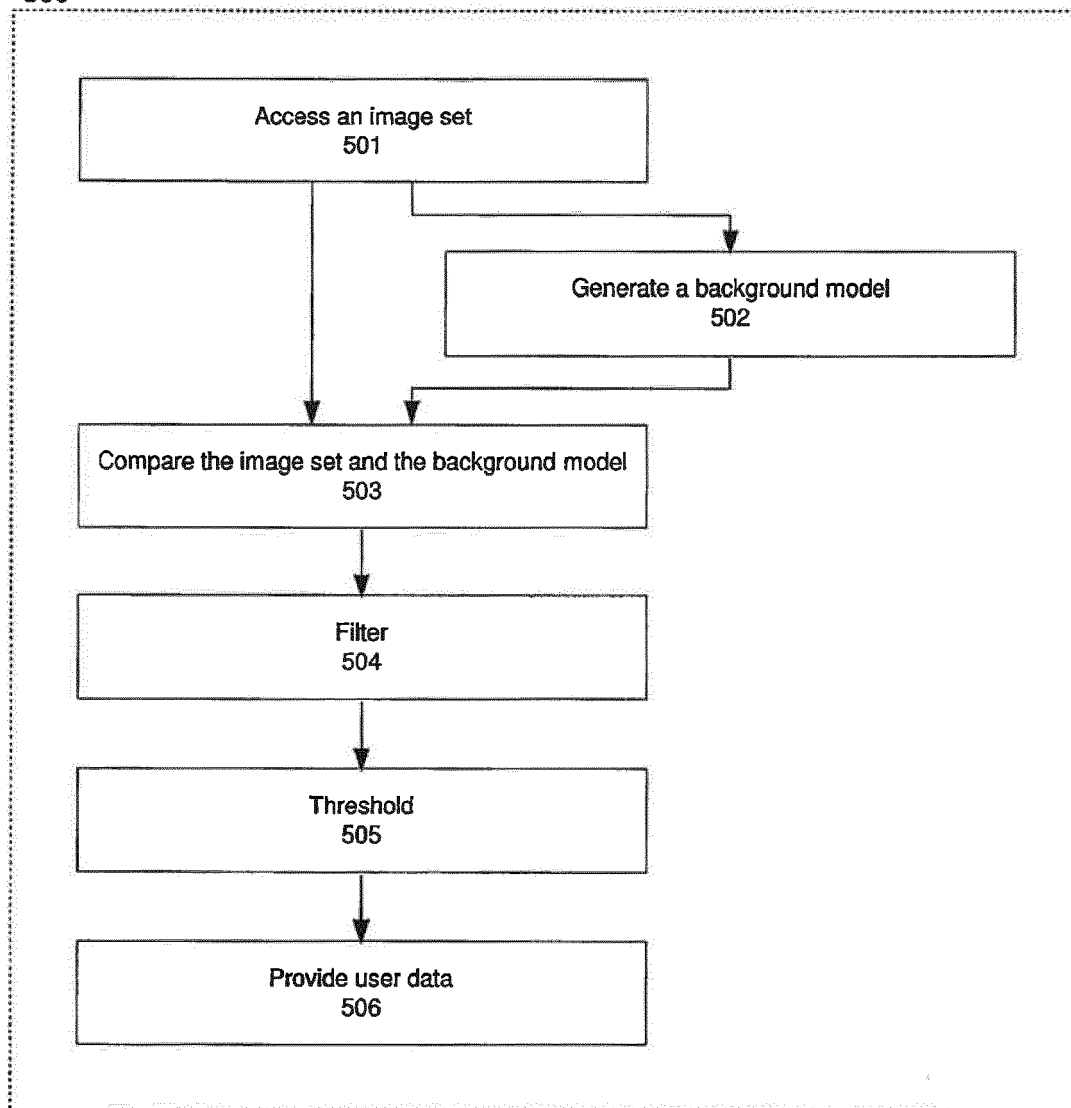 Access an image set
501
Generate a background model
502
Compare the image set and the background model
503
Filter
504
Threshold
505
Provide user data
506